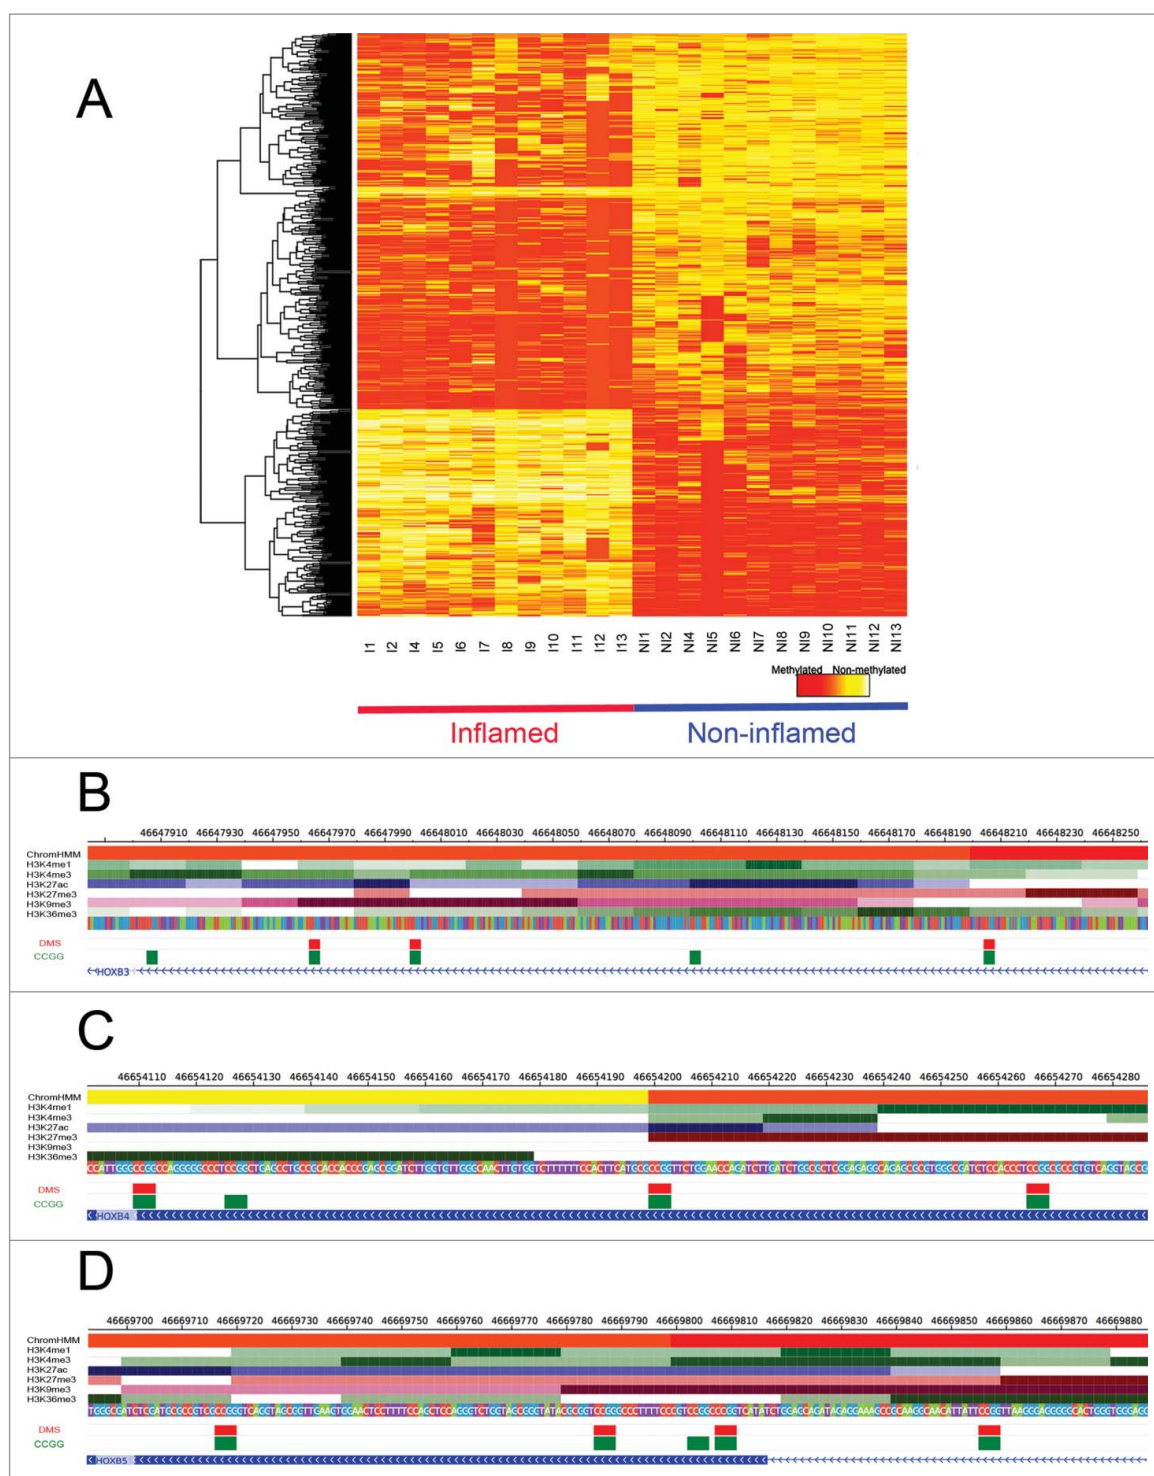 A
I1 I2 I4 I5 I6 I7 I8 I9 I10 I11 I12 I13 NI1 NI2 NI4 NI5 NI6 NI7 NI8 NI9 NI10 NI11 NI12 NI13
Methylated Non-methylated
Inflamed Non-inflamed
B
46647910 46647930 46647950 46647970 46647990 46648010 46648030 46648050 46648070 46648090 46648110 46648130 46648150 46648170 46648190 46648210 46648230 46648250
ChromHMM
H3K4me1
H3K4me3
H3K27ac
H3K27me3
H3K9me3
H3K36me3
DMS
CCGG
HOXB3
C
46654110 46654120 46654130 46654140 46654150 46654160 46654170 46654180 46654190 46654200 46654210 46654220 46654230 46654240 46654250 46654260 46654270 46654280
ChromHMM
H3K4me1
H3K4me3
H3K27ac
H3K27me3
H3K9me3
H3K36me3
DMS
CCGG
HOXB4
D
46669700 46669710 46669720 46669730 46669740 46669750 46669760 46669770 46669780 46669790 46669800 46669810 46669820 46669830 46669840 46669850 46669860 46669870 46669880
ChromHMM
H3K4me1
H3K4me3
H3K27ac
H3K27me3
H3K9me3
H3K36me3
DMS
CCGG
HOXB5